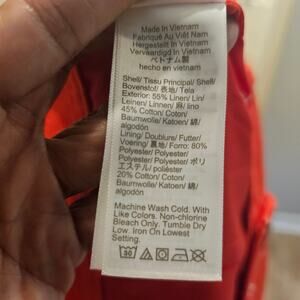 Made In Vietnam
Fabriqué Au Viêt Nam
Hergestellt In Vietnam
Vervaardigd In Vietnam
ベトナム製
hecho en vietnam
Shell/ Tissu Principal/ Shell/
Bovenstof/ 表地/ Tela
Exterior: 55% Linen/ Lin/
Leinen/ Linnen/ 麻/ lino
45% Cotton/ Coton/
Baumwolle/ Katoen/ 綿/
algodón
Lining/ Doublure/ Futter/
Voering/ 裏地/ Forro: 80%
Polyester/ Polyester/
Polyester/ Polyester/ ポリ
エステル/ poliéster
20% Cotton/ Coton/
Baumwolle/ Katoen/ 綿/
algodón
Machine Wash Cold. With
Like Colors. Non-chlorine
Bleach Only. Tumble Dry
Low. Iron On Lowest
Setting.
30